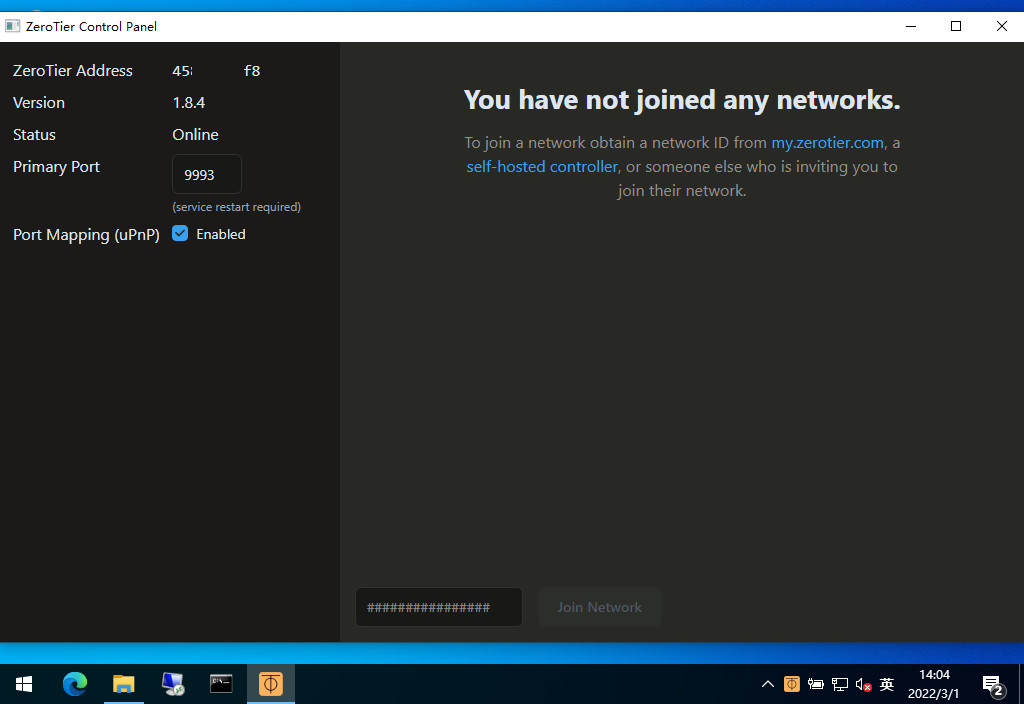 ZeroTier Control Panel
ZeroTier Address 45 f8
Version 1.8.4
Status Online
Primary Port 9993
(service restart required)
Port Mapping (uPnP) Enabled
You have not joined any networks.
To join a network obtain a network ID from my.zerotier.com, a
self-hosted controller, or someone else who is inviting you to
join their network.
################ Join Network
英
14:04
2022/3/1
2